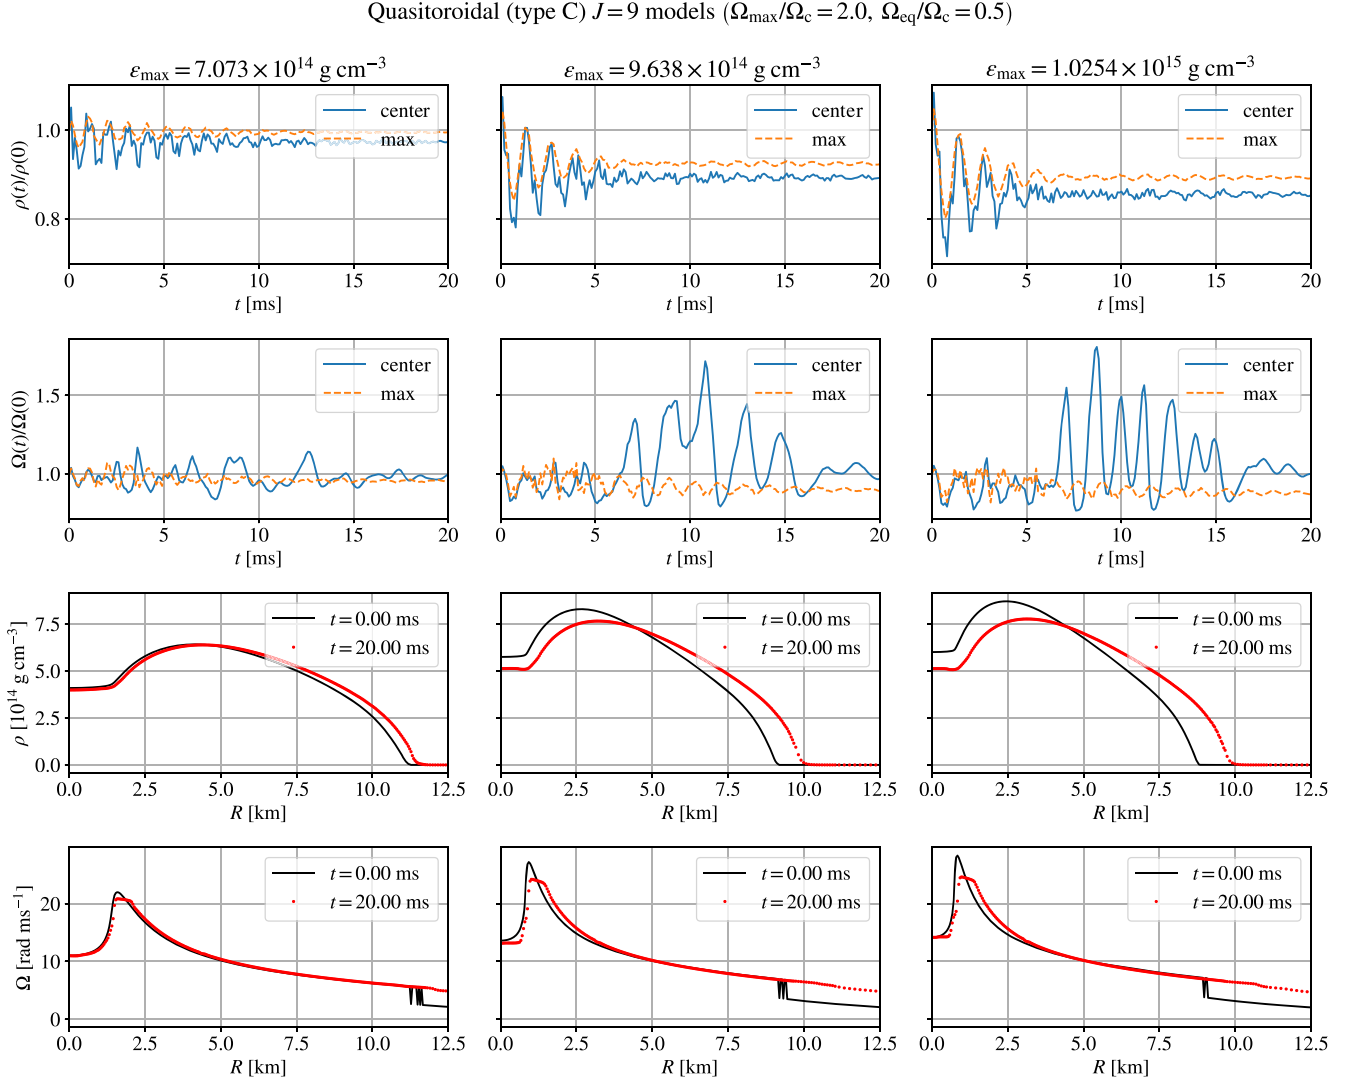 Quasitoroidal (type C) J = 9 models (Ωmax/Ωc = 2.0, Ωeq/Ωc = 0.5)
εmax = 7.073 × 10¹⁴ g cm⁻³
εmax = 9.638 × 10¹⁴ g cm⁻³
εmax = 1.0254 × 10¹⁵ g cm⁻³
ρ(t)/ρ(0)
1.0
0.8
center
max
center
max
center
max
0 5 10 15 20
0 5 10 15 20
0 5 10 15 20
t [ms]
t [ms]
t [ms]
Ω(t)/Ω(0)
1.5
1.0
center
max
center
max
center
max
0 5 10 15 20
0 5 10 15 20
0 5 10 15 20
t [ms]
t [ms]
t [ms]
ρ [10¹⁴ g cm⁻³]
7.5
5.0
2.5
0.0
t = 0.00 ms
t = 20.00 ms
t = 0.00 ms
t = 20.00 ms
t = 0.00 ms
t = 20.00 ms
0.0 2.5 5.0 7.5 10.0 12.5
0.0 2.5 5.0 7.5 10.0 12.5
0.0 2.5 5.0 7.5 10.0 12.5
R [km]
R [km]
R [km]
Ω [rad ms⁻¹]
20
10
0
t = 0.00 ms
t = 20.00 ms
t = 0.00 ms
t = 20.00 ms
t = 0.00 ms
t = 20.00 ms
0.0 2.5 5.0 7.5 10.0 12.5
0.0 2.5 5.0 7.5 10.0 12.5
0.0 2.5 5.0 7.5 10.0 12.5
R [km]
R [km]
R [km]